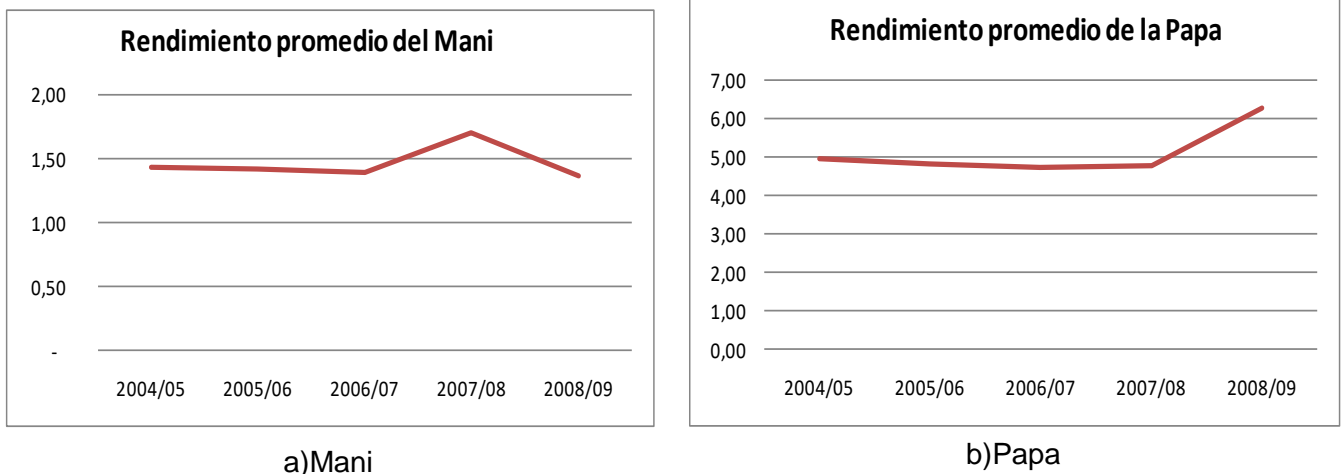 Rendimiento promedio del Mani
2,00
1,50
1,00
0,50
-
2004/05 2005/06 2006/07 2007/08 2008/09
a)Mani
Rendimiento promedio de la Papa
7,00
6,00
5,00
4,00
3,00
2,00
1,00
0,00
2004/05 2005/06 2006/07 2007/08 2008/09
b)Papa